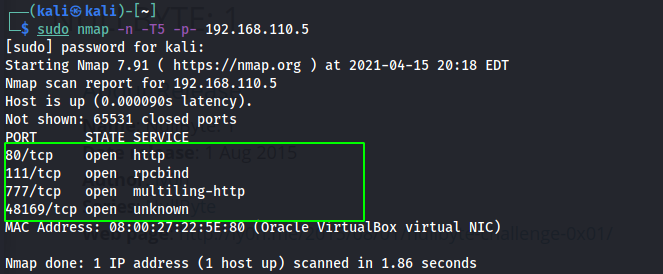 (kali㉿kali)-[~]
$ sudo nmap -n -T5 -p- 192.168.110.5
[sudo] password for kali:
Starting Nmap 7.91 ( https://nmap.org ) at 2021-04-15 20:18 EDT
Nmap scan report for 192.168.110.5
Host is up (0.000090s latency).
Not shown: 65531 closed ports
PORT STATE SERVICE
80/tcp open http
111/tcp open rpcbind
777/tcp open multiling-http
48169/tcp open unknown
MAC Address: 08:00:27:22:5E:80 (Oracle VirtualBox virtual NIC)
Nmap done: 1 IP address (1 host up) scanned in 1.86 seconds